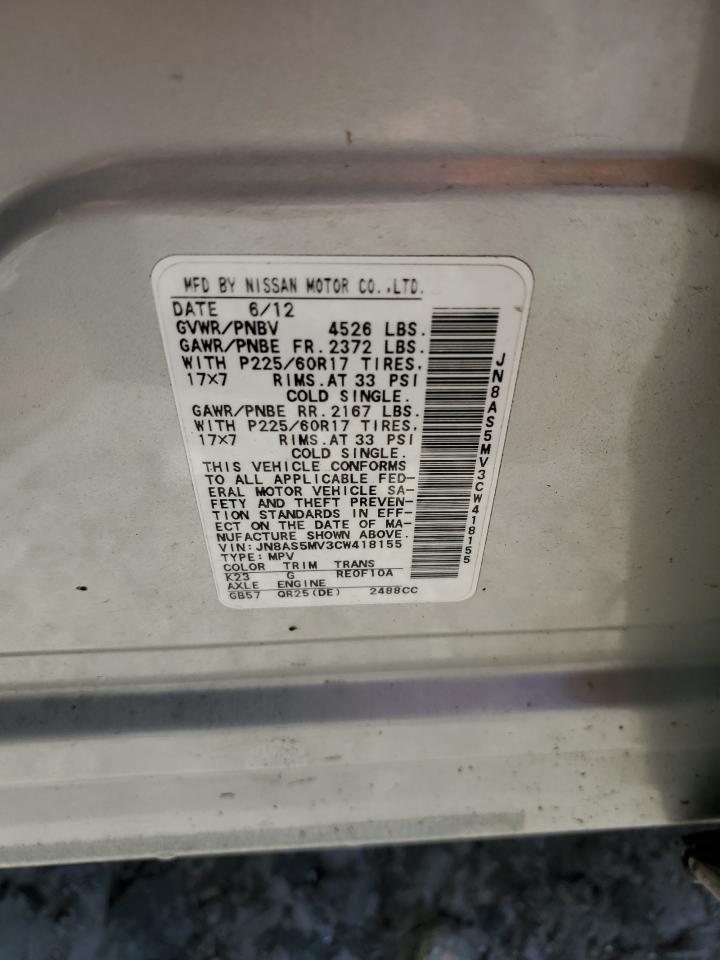 MFD BY NISSAN MOTOR CO.,LTD.
DATE 6/12
GVWR/PNBV 4526 LBS.
GAWR/PNBE FR. 2372 LBS.
WITH P225/60R17 TIRES.
17×7 RIMS. AT 33 PSI
COLD SINGLE.
GAWR/PNBE RR. 2167 LBS.
WITH P225/60R17 TIRES.
17×7 RIMS. AT 33 PSI
COLD SINGLE.
THIS VEHICLE CONFORMS
TO ALL APPLICABLE FED-
ERAL MOTOR VEHICLE SA-
FETY AND THEFT PREVEN-
TION STANDARDS IN EFF-
ECT ON THE DATE OF MA-
NUFACTURE SHOWN ABOVE.
VIN: JN8AS5MV3CW418155
TYPE: MPV
COLOR TRIM TRANS
K23 G RE0F10A
AXLE ENGINE
GB57 QR25(DE) 2488CC
JN8AS5MV3CW418155